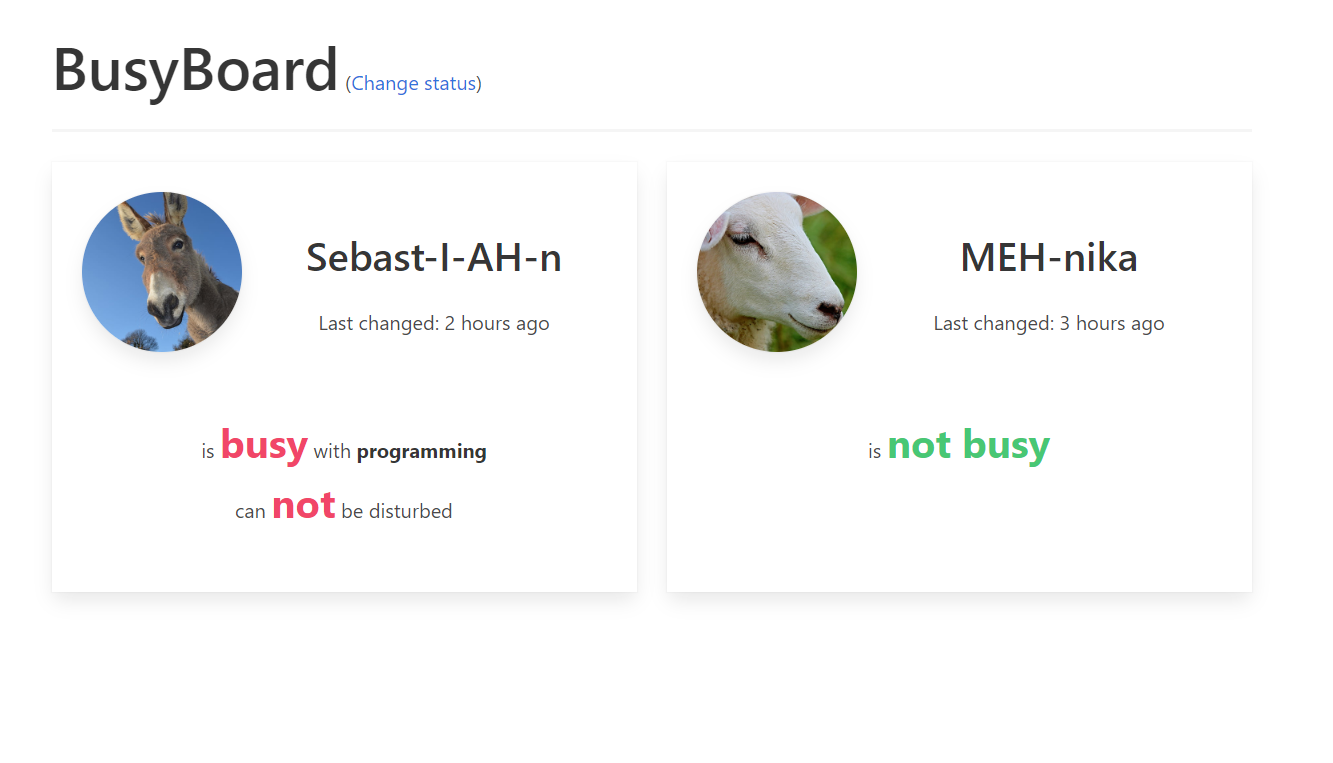 BusyBoard (Change status)
Sebast-I-AH-n
Last changed: 2 hours ago
is busy with programming
can not be disturbed
MEH-nika
Last changed: 3 hours ago
is not busy